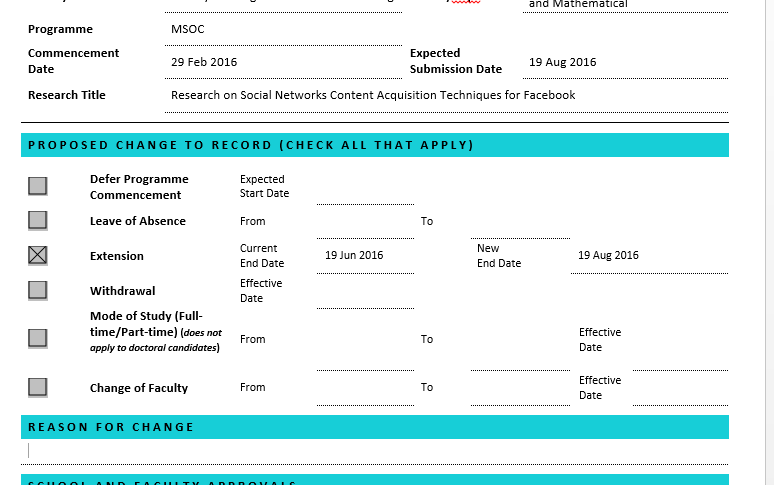 and Mathematical
Programme MSOC
Commencement Date 29 Feb 2016 Expected Submission Date 19 Aug 2016
Research Title Research on Social Networks Content Acquisition Techniques for Facebook
PROPOSED CHANGE TO RECORD (CHECK ALL THAT APPLY)
Defer Programme Commencement Expected Start Date
Leave of Absence From To
Extension Current End Date 19 Jun 2016 New End Date 19 Aug 2016
Withdrawal Effective Date
Mode of Study (Full-time/Part-time) (does not apply to doctoral candidates) From To Effective Date
Change of Faculty From To Effective Date
REASON FOR CHANGE
SCHOOL AND FACULTY APPROVALS